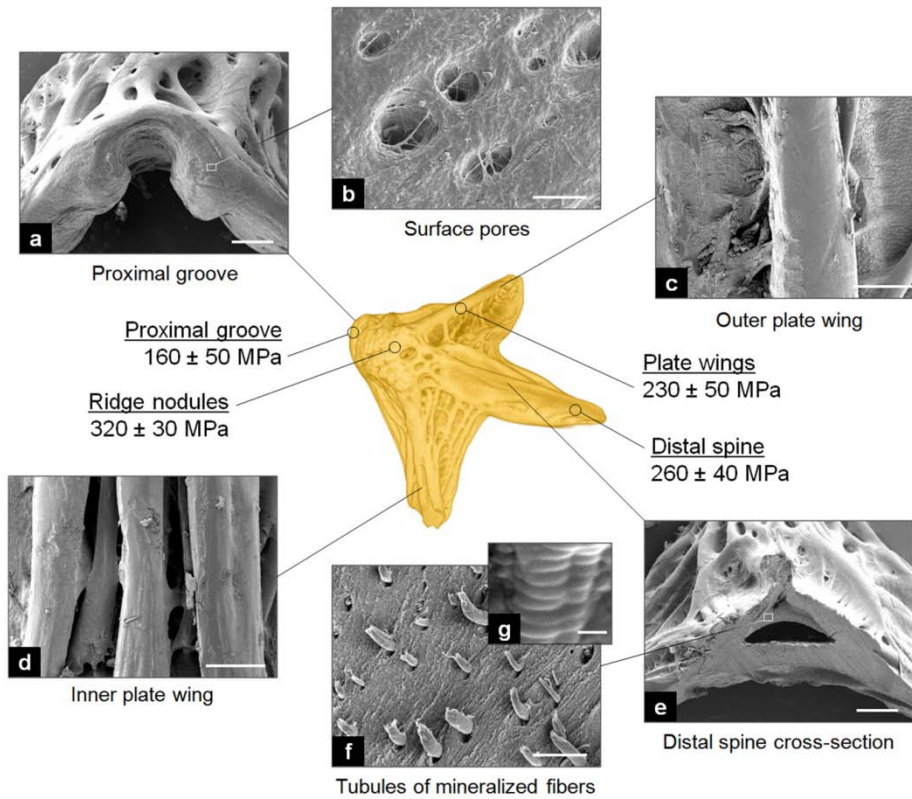 b
Surface pores
a
Proximal groove
c
Outer plate wing
Proximal groove
160 ± 50 MPa
Ridge nodules
320 ± 30 MPa
Plate wings
230 ± 50 MPa
Distal spine
260 ± 40 MPa
d
Inner plate wing
g
f
Tubules of mineralized fibers
e
Distal spine cross-section